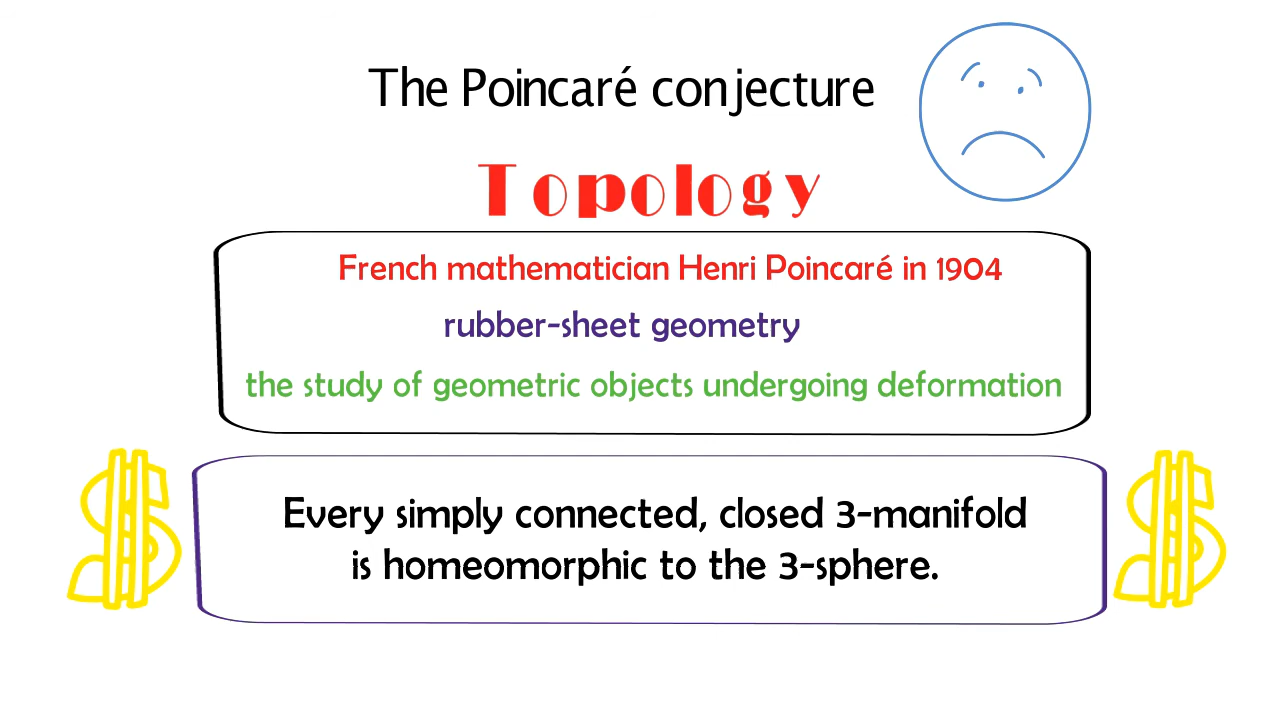 The Poincaré conjecture
Topology
French mathematician Henri Poincaré in 1904
rubber-sheet geometry
the study of geometric objects undergoing deformation
Every simply connected, closed 3-manifold
is homeomorphic to the 3-sphere.